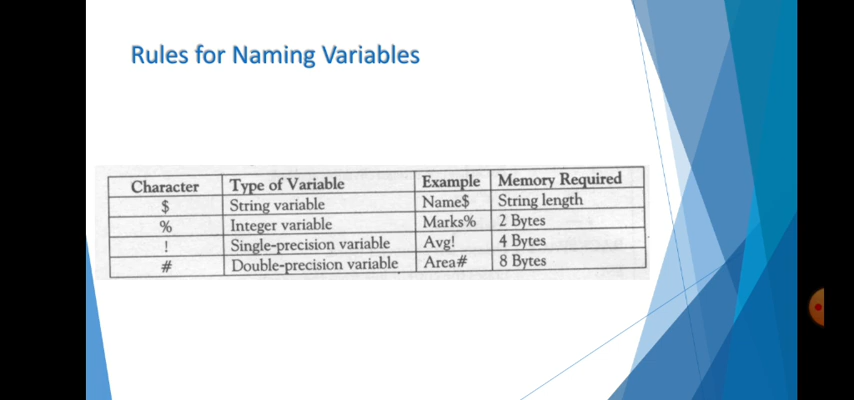 Rules for Naming Variables
Character Type of Variable Example Memory Required
$ String variable Name$ String length
% Integer variable Marks% 2 Bytes
! Single-precision variable Avg! 4 Bytes
# Double-precision variable Area# 8 Bytes